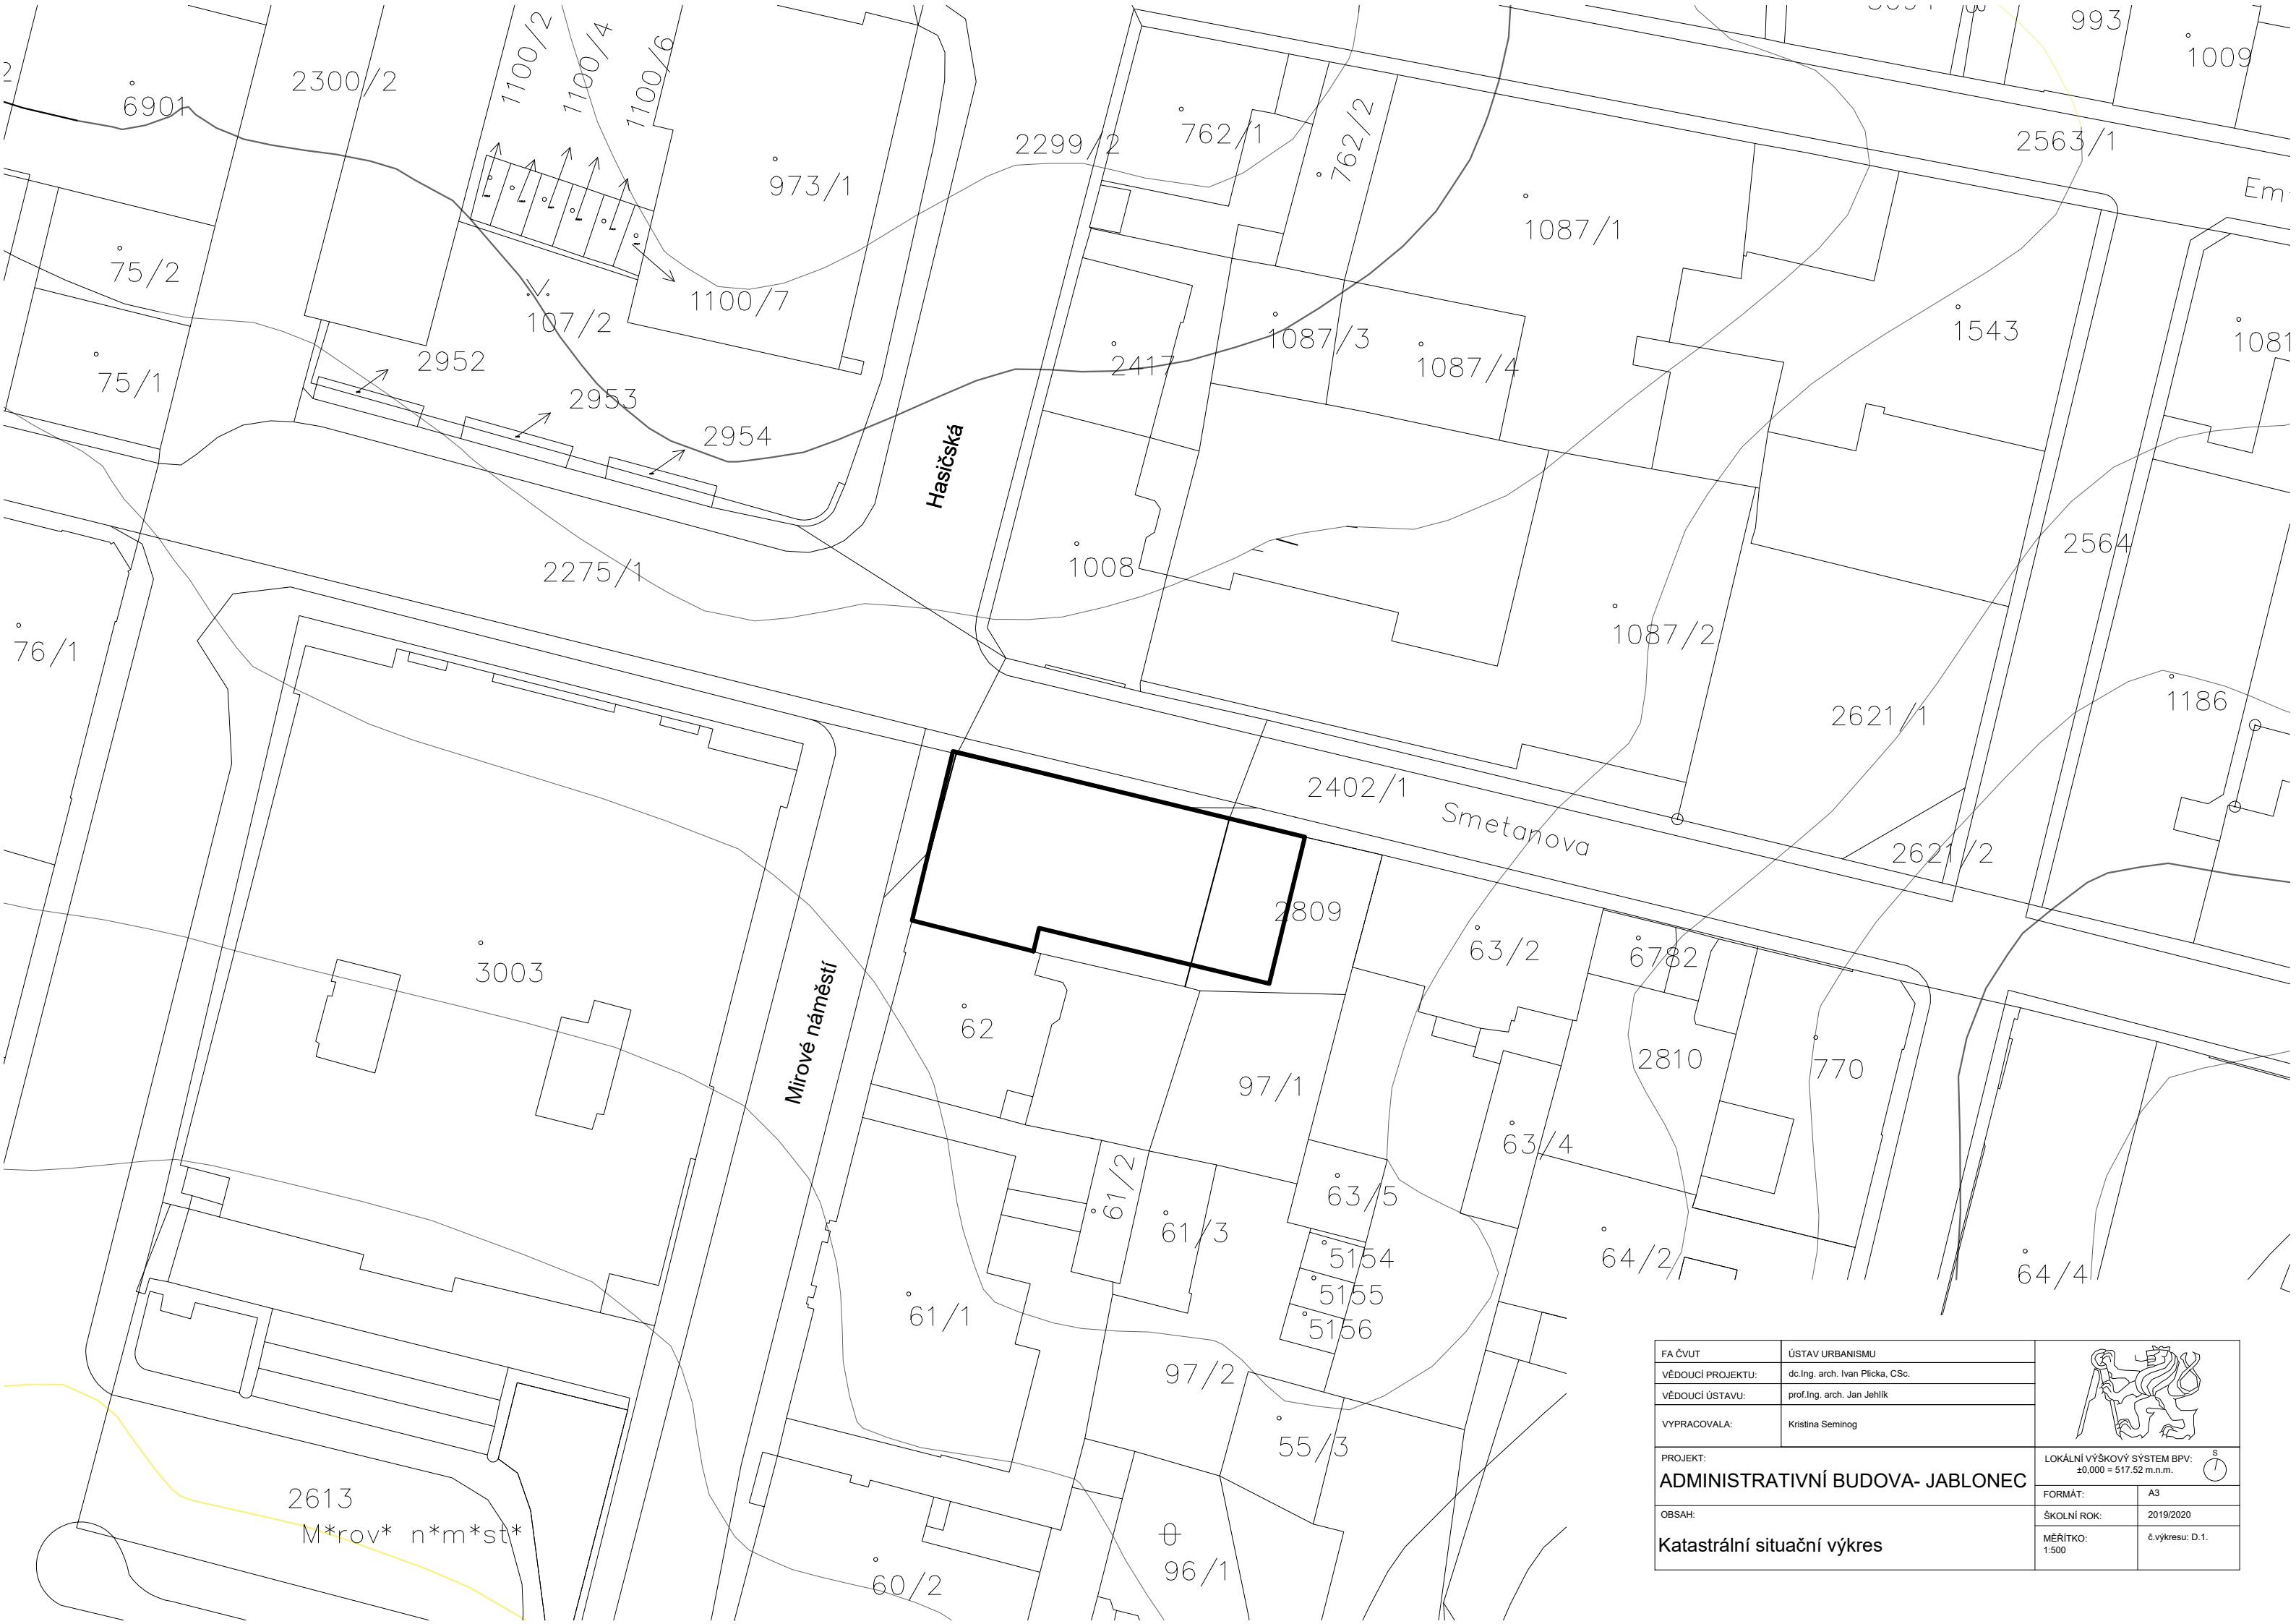 993
1009
6901
2300/2
1100/2
1100/4
1100/6
973/1
2299/2
762/1
762/2
2563/1
Em
1087/1
75/2
107/2
1100/7
1087/3
1087/4
1543
1081
75/1
2952
2953
2954
2417
Hasičská
2275/1
1008
2564
76/1
1087/2
2621/1
1186
2402/1
Smetanova
2621/2
2809
3003
Mirové náměstí
62
63/2
6782
97/1
2810
770
63/4
61/2
61/3
63/5
64/2
5154
5155
5156
64/4
61/1
97/2
55/3
2613
M*rov* n*m*st*
60/2
0
96/1
FA ČVUT
ÚSTAV URBANISMU
VĚDOUCÍ PROJEKTU:
dc.Ing. arch. Ivan Plicka, CSc.
VĚDOUCÍ ÚSTAVU:
prof.Ing. arch. Jan Jehlík
VYPRACOVALA:
Kristina Seminog
PROJEKT:
ADMINISTRATIVNÍ BUDOVA- JABLONEC
LOKÁLNÍ VÝŠKOVÝ SÝSTEM BPV:
±0,000 = 517.52 m.n.m.
S
FORMÁT:
A3
OBSAH:
Katastrální situační výkres
ŠKOLNÍ ROK:
2019/2020
MĚŘÍTKO:
1:500
č.výkresu: D.1.